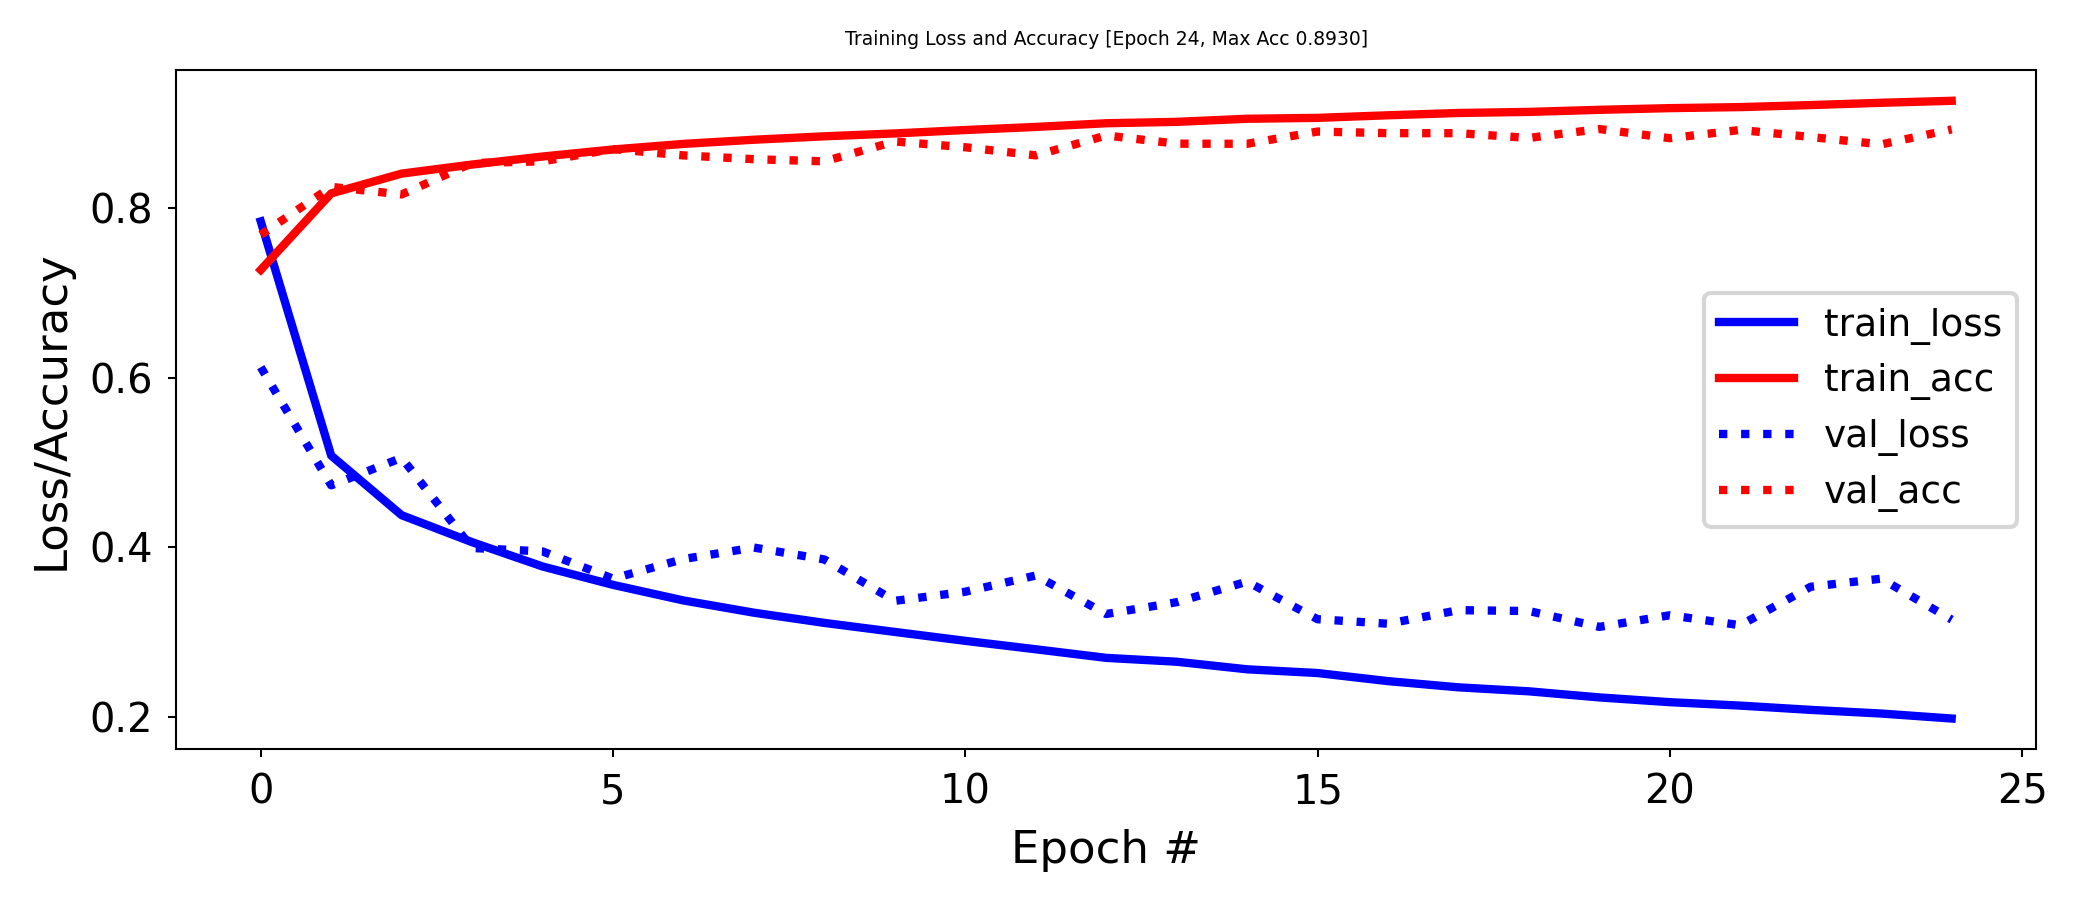 Training Loss and Accuracy [Epoch 24, Max Acc 0.8930]
Loss/Accuracy
0.8
0.6
0.4
0.2
train_loss
train_acc
val_loss
val_acc
0 5 10 15 20 25
Epoch #